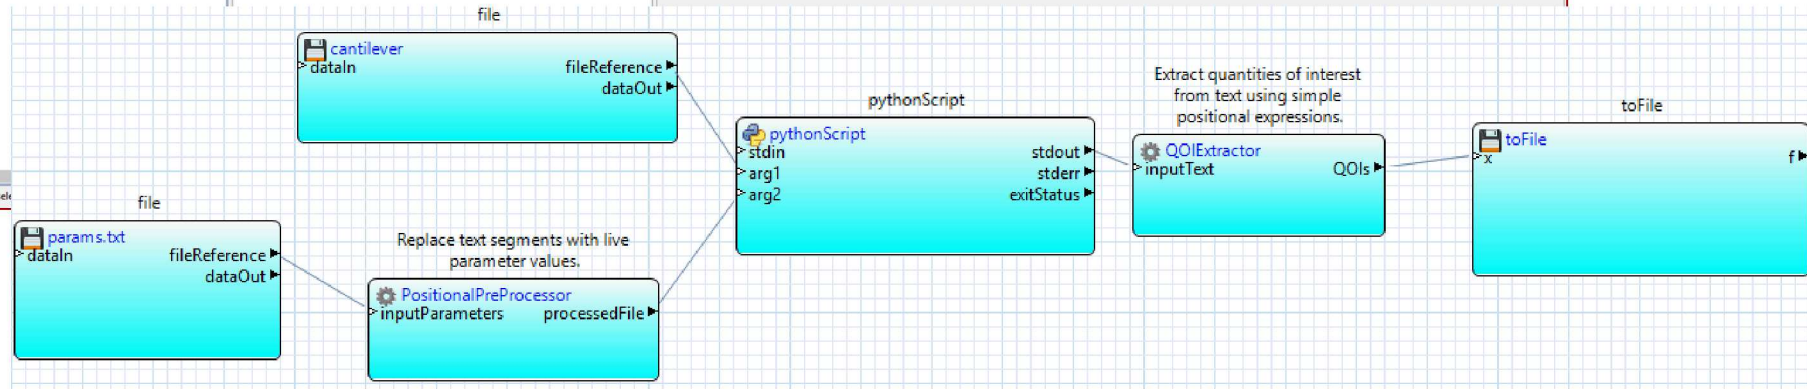 file
cantilever
dataIn
fileReference
dataOut
file
params.txt
dataIn
fileReference
dataOut
Replace text segments with live
parameter values.
PositionalPreProcessor
inputParameters
processedFile
pythonScript
pythonScript
stdin
arg1
arg2
stdout
stderr
exitStatus
Extract quantities of interest
from text using simple
positional expressions.
QOIExtractor
inputText
QOIs
toFile
toFile
x
f